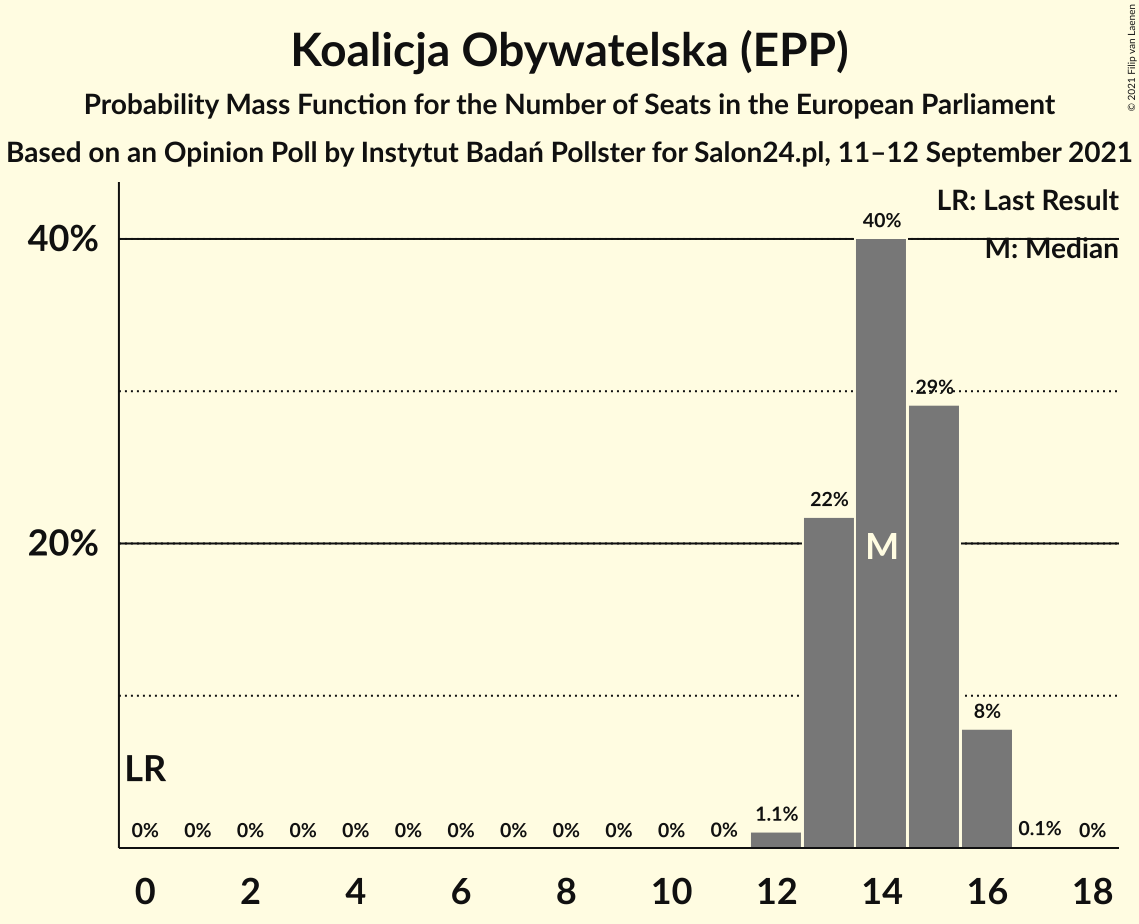 Koalicja Obywatelska (EPP)
Probability Mass Function for the Number of Seats in the European Parliament
Based on an Opinion Poll by Instytut Badań Pollster for Salon24.pl, 11–12 September 2021
© 2021 Filip van Laenen
LR: Last Result
M: Median
40%
20%
40%
29%
22%
M
8%
LR
1.1%
0% 0% 0% 0% 0% 0% 0% 0% 0% 0% 0% 0% 0.1% 0%
0 2 4 6 8 10 12 14 16 18